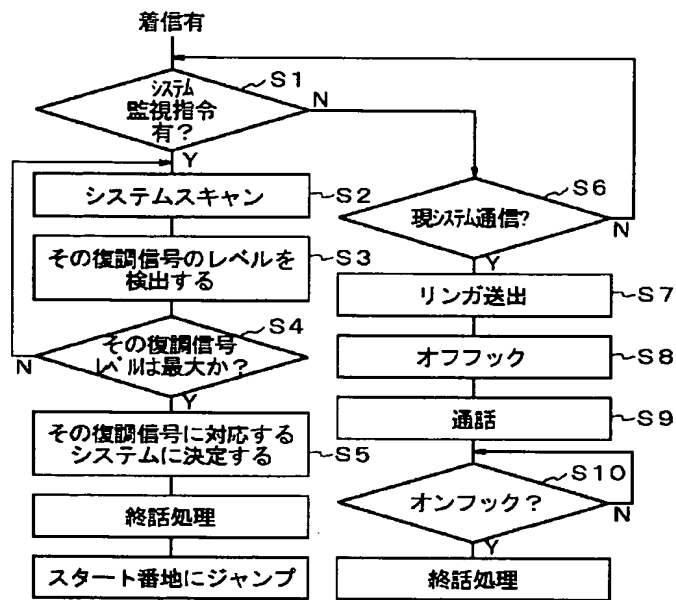 着信有
システム
監視指令
有？
S1
N
Y
システムスキャン
S2
その復調信号のレベルを
検出する
S3
その復調信号
レベルは最大か？
S4
N
Y
その復調信号に対応する
システムに決定する
S5
終話処理
スタート番地にジャンプ
現システム通信?
S6
N
Y
リンガ送出
S7
オフフック
S8
通話
S9
オンフック？
S10
N
Y
終話処理